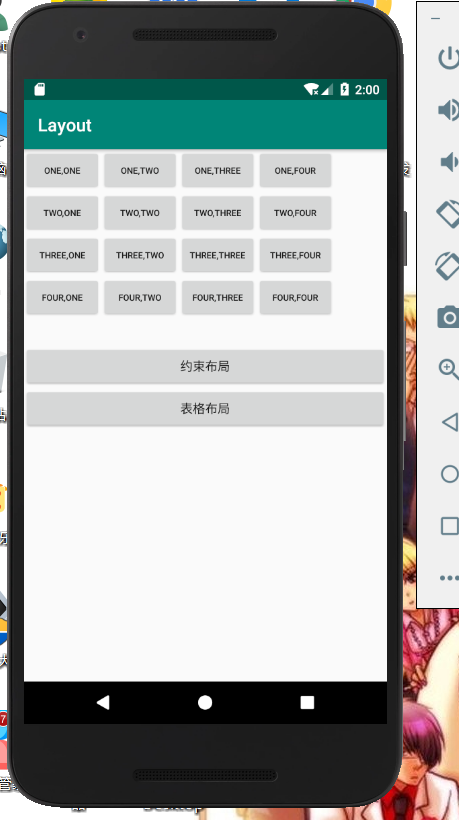 2:00
Layout
ONE,ONE ONE,TWO ONE,THREE ONE,FOUR
TWO,ONE TWO,TWO TWO,THREE TWO,FOUR
THREE,ONE THREE,TWO THREE,THREE THREE,FOUR
FOUR,ONE FOUR,TWO FOUR,THREE FOUR,FOUR
约束布局
表格布局